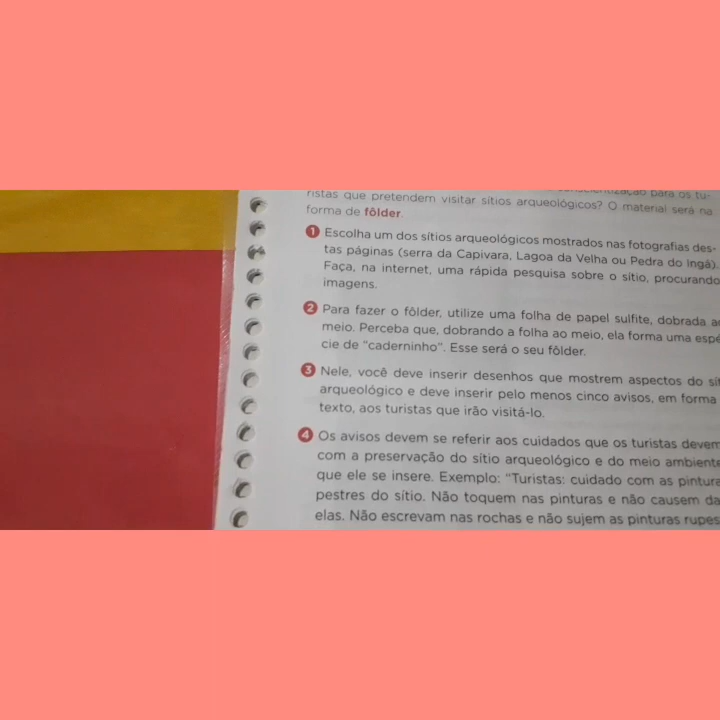 conscientização para os tu-
ristas que pretendem visitar sítios arqueológicos? O material será na
forma de fôlder.
1 Escolha um dos sítios arqueológicos mostrados nas fotografias des-
tas páginas (serra da Capivara, Lagoa da Velha ou Pedra do Ingá).
Faça, na internet, uma rápida pesquisa sobre o sítio, procurando
imagens.
2 Para fazer o fôlder, utilize uma folha de papel sulfite, dobrada a
meio. Perceba que, dobrando a folha ao meio, ela forma uma espé
cie de "caderninho". Esse será o seu fôlder.
3 Nele, você deve inserir desenhos que mostrem aspectos do sít
arqueológico e deve inserir pelo menos cinco avisos, em forma
texto, aos turistas que irão visitá-lo.
4 Os avisos devem se referir aos cuidados que os turistas devem
com a preservação do sítio arqueológico e do meio ambiente
que ele se insere. Exemplo: "Turistas: cuidado com as pintura
pestres do sítio. Não toquem nas pinturas e não causem da
elas. Não escrevam nas rochas e não sujem as pinturas rupes